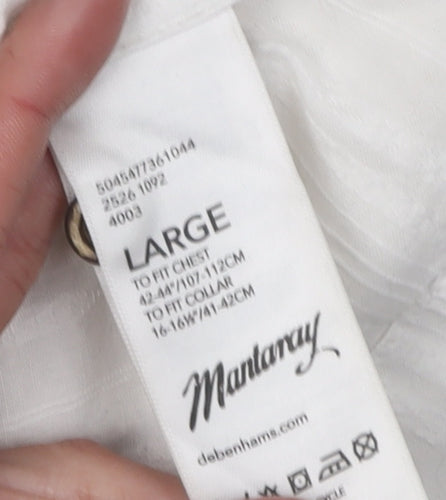 5045477361044
2526 1092
4003
LARGE
TO FIT CHEST
42-44"/107-112CM
TO FIT COLLAR
16-16½"/41-42CM
Mantaray
debenhams.com